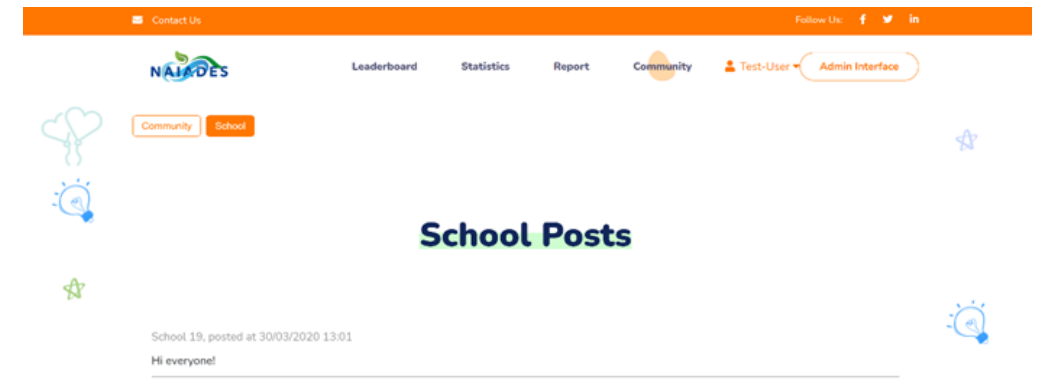 Contact Us
Follow Us:
NAIADES
Leaderboard Statistics Report Community Test-User Admin Interface
Community School
School Posts
School 19, posted at 30/03/2020 13:01
Hi everyone!